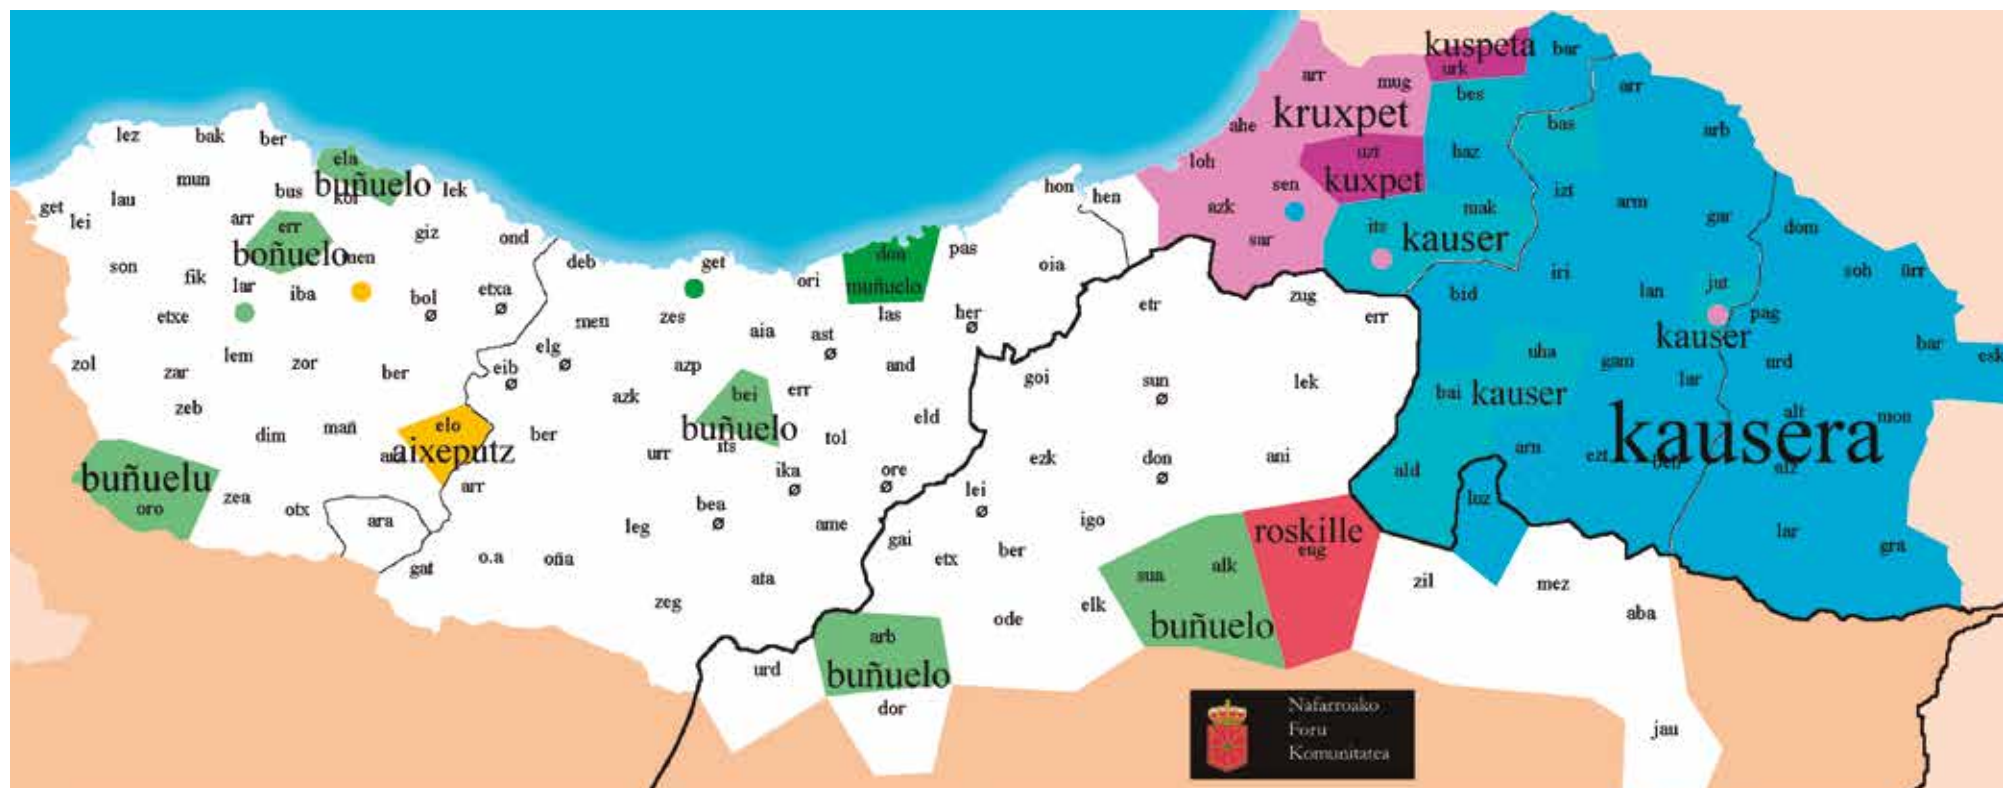 kuspeta
bar
urk
arr
mug
arr
bes
kruxpet
ahe
bas
arb
lez
bak
ber
uzt
haz
ela
loh
kuxpet
mun
bus
buñuelo
lek
kol
hon
hen
sen
izt
lau
get
lei
arr
err
azk
mak
arm
gar
giz
ond
its
kauser
dom
sar
boñuelo
men
don
pas
son
fik
deb
get
oia
iri
soh
ärr
lar
iba
bol
Ø
etxa
Ø
ori
muñuelo
etr
zug
bid
lan
jut
etxe
men
zes
aia
ast
Ø
las
her
Ø
err
pag
kauser
zol
zar
lem
zor
ber
eib
Ø
elg
Ø
azp
and
goi
sun
Ø
lek
uha
gam
urd
bar
esk
zeb
azk
bei
err
bai
kauser
lar
dim
mañ
elo
aixeputz
ber
buñuelo
its
tol
eld
alt
mon
kausera
urr
ezk
don
Ø
ani
ald
arn
ezt
alz
buñuelu
oro
zea
otx
ara
arr
ika
Ø
ore
Ø
lei
Ø
luz
bea
Ø
leg
ame
gai
igo
roskille
eug
lar
gra
gat
o.a
oña
etx
ber
ata
sua
alk
zil
mez
zeg
ode
elk
buñuelo
aba
arb
urd
buñuelo
dor
jau
Nafarroako
Foru
Komunitatea